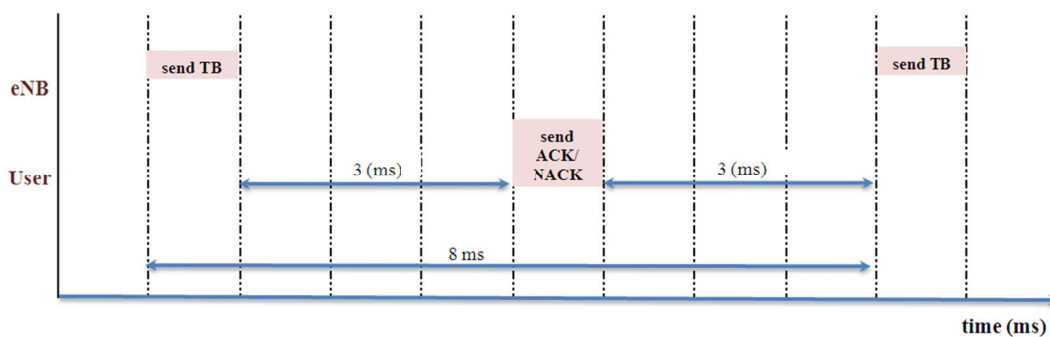 send TB
send TB
eNB
send
ACK/
NACK
User
3 (ms)
3 (ms)
8 ms
time (ms)